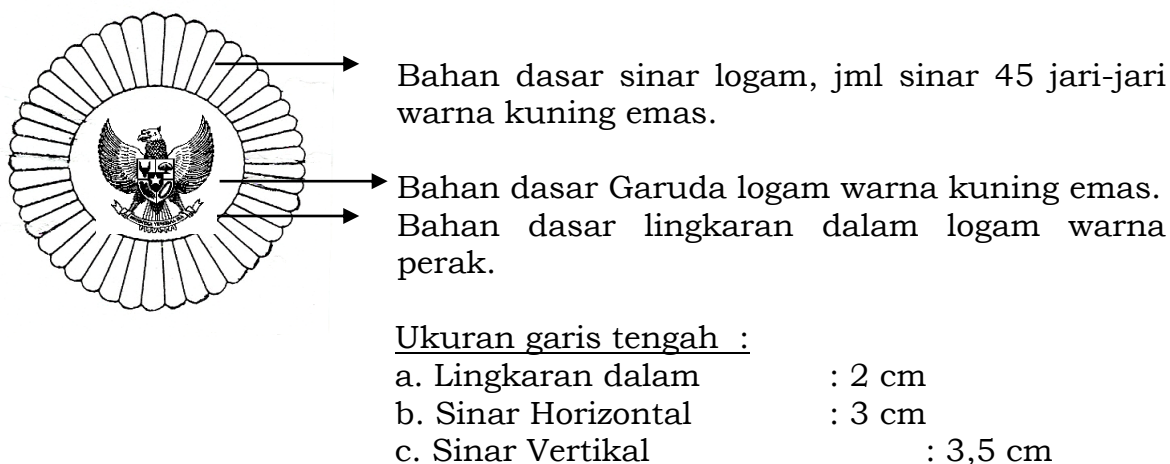 Bahan dasar sinar logam, jml sinar 45 jari-jari
warna kuning emas.
Bahan dasar Garuda logam warna kuning emas.
Bahan dasar lingkaran dalam logam warna
perak.
Ukuran garis tengah :
a. Lingkaran dalam : 2 cm
b. Sinar Horizontal : 3 cm
c. Sinar Vertikal : 3,5 cm